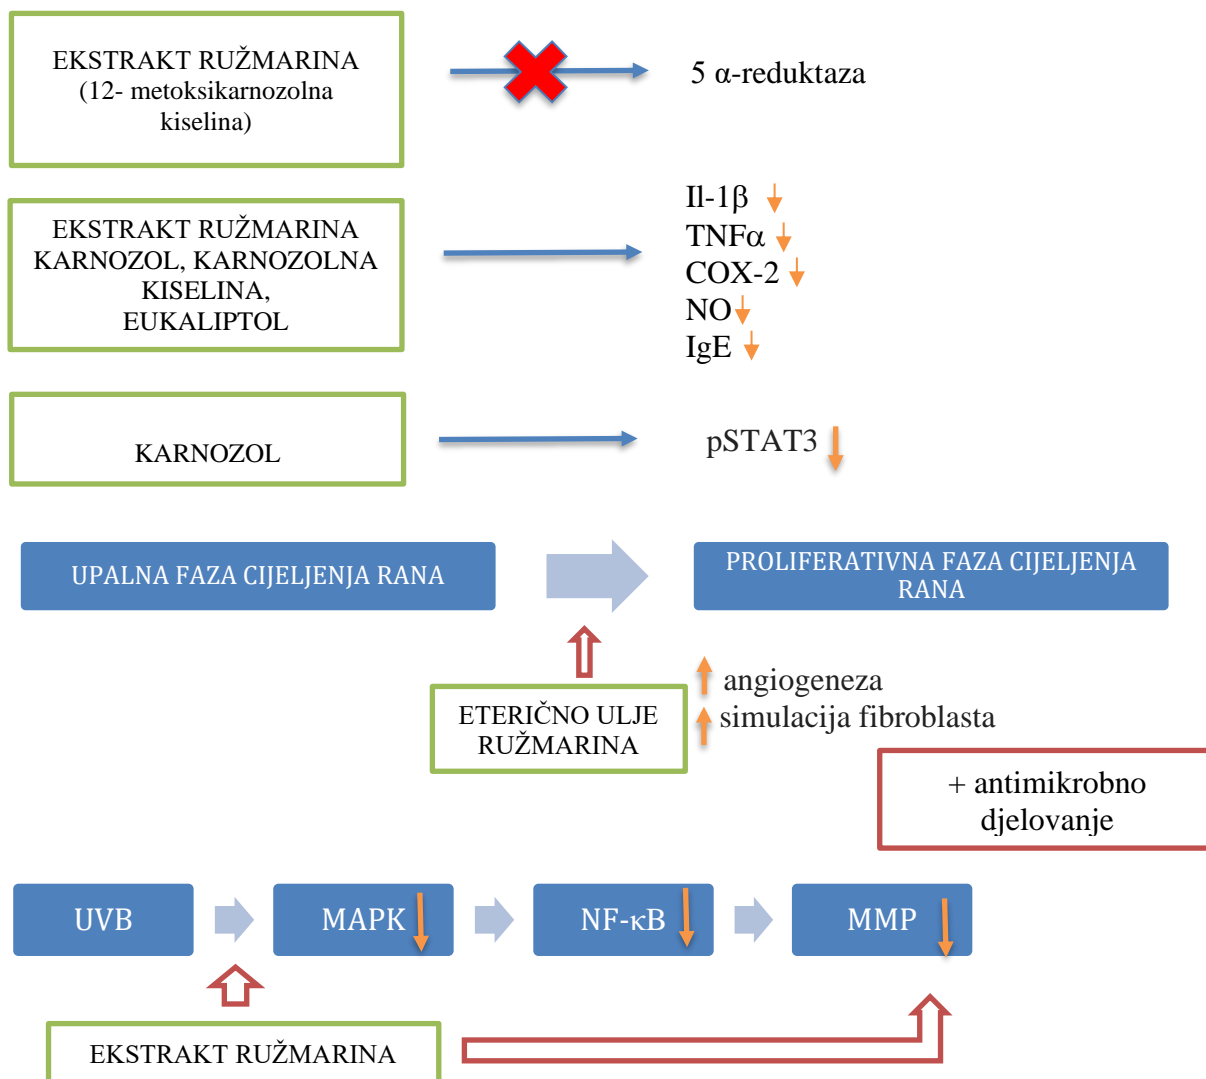 EKSTRAKT RUŽMARINA
(12- metoksikarnozolna
kiselina)
5 α-reduktaza
EKSTRAKT RUŽMARINA
KARNOZOL, KARNOZOLNA
KISELINA,
EUKALIPTOL
Il-1β
TNFα
COX-2
NO
IgE
KARNOZOL
pSTAT3
UPALNA FAZA CIJELJENJA RANA
PROLIFERATIVNA FAZA CIJELJENJA
RANA
ETERIČNO ULJE
RUŽMARINA
angiogeneza
simulacija fibroblasta
+ antimikrobno
djelovanje
UVB
MAPK
NF-κB
MMP
EKSTRAKT RUŽMARINA